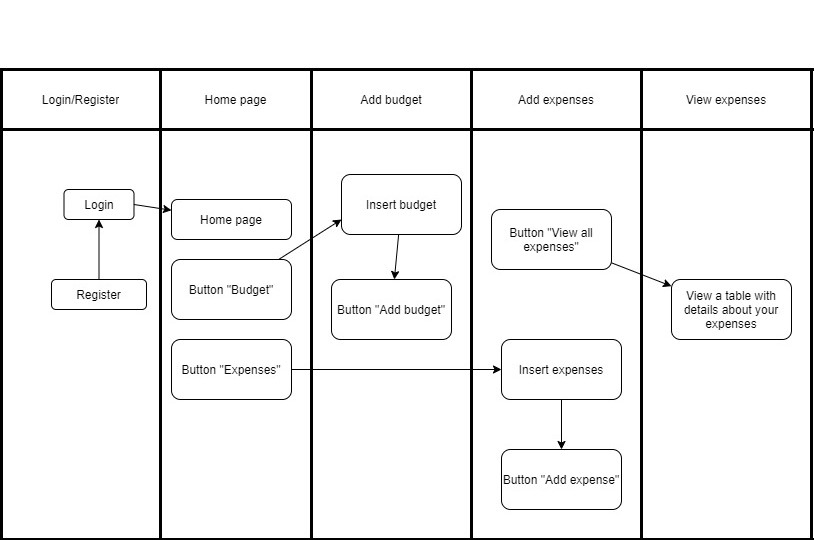 Login/Register
Home page
Add budget
Add expenses
View expenses
Login
Register
Home page
Button "Budget"
Button "Expenses"
Insert budget
Button "Add budget"
Button "View all
expenses"
Insert expenses
Button "Add expense"
View a table with
details about your
expenses